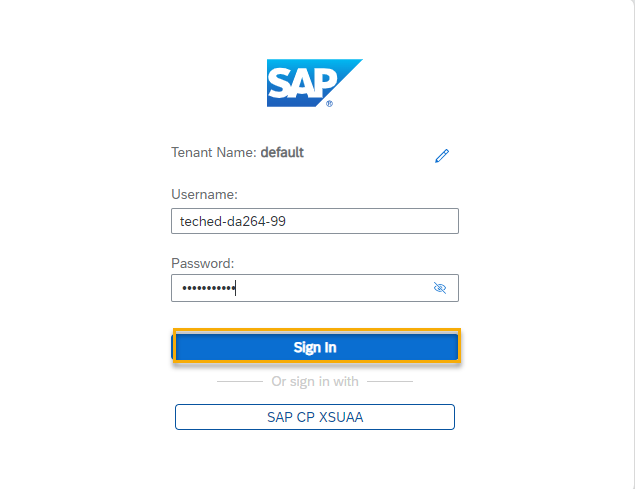 SAP®
Tenant Name: default
Username:
teched-da264-99
Password:
•••••••••••
Sign In
Or sign in with
SAP CP XSUAA